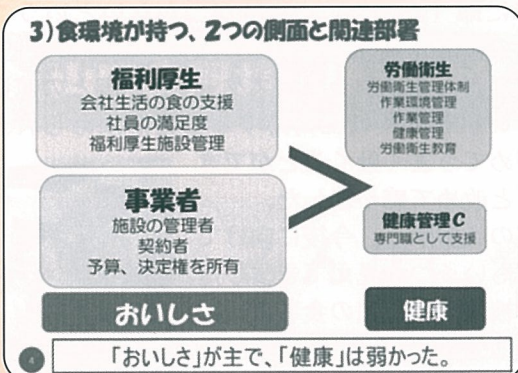 3)食環境が持つ、2つの側面と関連部署
福利厚生
会社生活の食の支援
社員の満足度
福利厚生施設管理
事業者
施設の管理者
契約者
予算、決定権を所有
おいしさ
労働衛生
労働衛生管理体制
作業環境管理
作業管理
健康管理
労働衛生教育
健康管理C
専門職として支援
健康
4
「おいしさ」が主で、「健康」は弱かった。